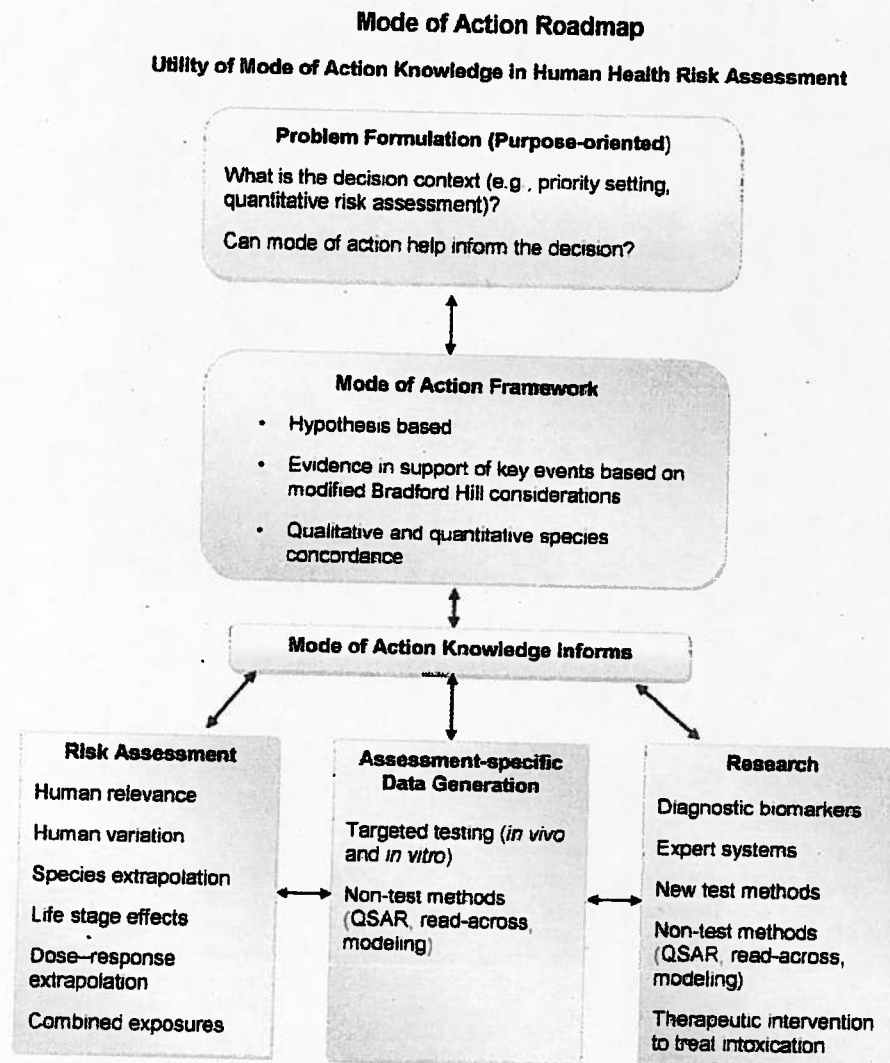 Mode of Action Roadmap
Utility of Mode of Action Knowledge in Human Health Risk Assessment
Problem Formulation (Purpose-oriented)
What is the decision context (e.g., priority setting,
quantitative risk assessment)?
Can mode of action help inform the decision?
Mode of Action Framework
• Hypothesis based
• Evidence in support of key events based on
modified Bradford Hill considerations
• Qualitative and quantitative species
concordance
Mode of Action Knowledge Informs
Risk Assessment
Human relevance
Human variation
Species extrapolation
Life stage effects
Dose–response
extrapolation
Combined exposures
Assessment-specific
Data Generation
Targeted testing (in vivo
and in vitro)
Non-test methods
(QSAR, read-across,
modeling)
Research
Diagnostic biomarkers
Expert systems
New test methods
Non-test methods
(QSAR, read-across,
modeling)
Therapeutic intervention
to treat intoxication